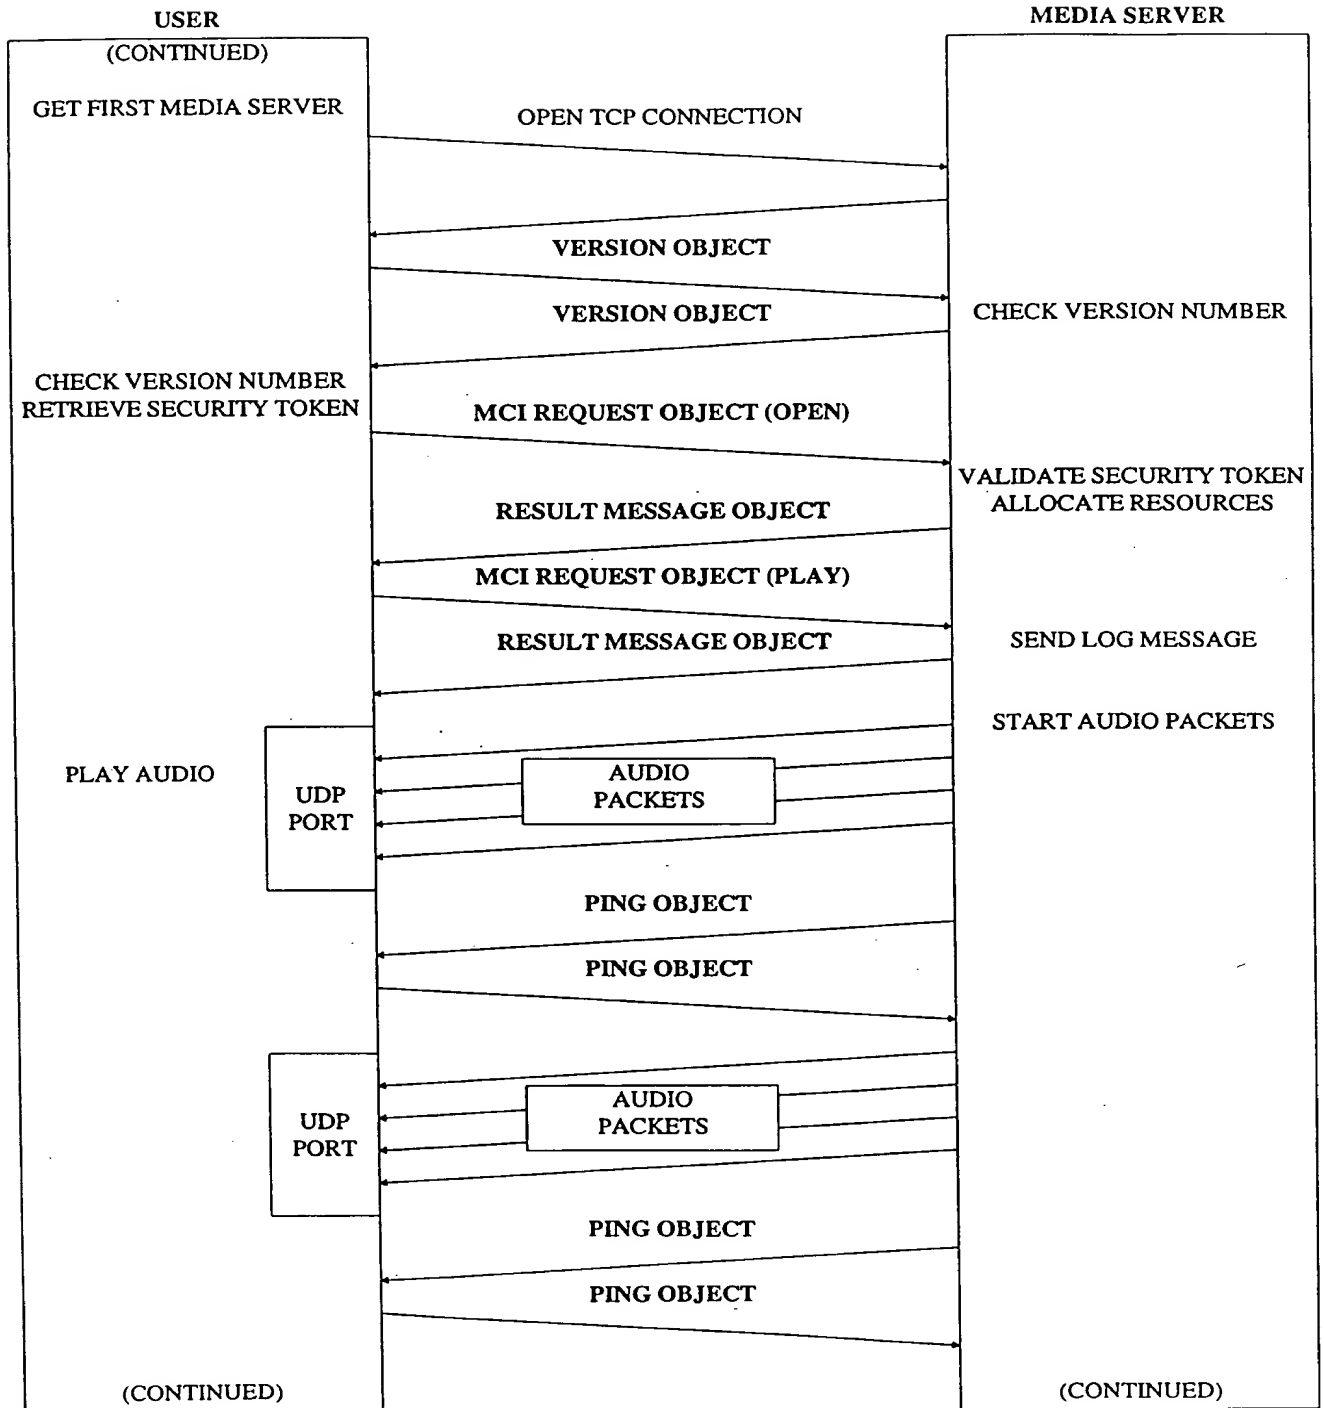 USER
MEDIA SERVER
(CONTINUED)
GET FIRST MEDIA SERVER
OPEN TCP CONNECTION
VERSION OBJECT
VERSION OBJECT
CHECK VERSION NUMBER
CHECK VERSION NUMBER
RETRIEVE SECURITY TOKEN
MCI REQUEST OBJECT (OPEN)
VALIDATE SECURITY TOKEN
ALLOCATE RESOURCES
RESULT MESSAGE OBJECT
MCI REQUEST OBJECT (PLAY)
RESULT MESSAGE OBJECT
SEND LOG MESSAGE
START AUDIO PACKETS
PLAY AUDIO
UDP
PORT
AUDIO
PACKETS
PING OBJECT
PING OBJECT
UDP
PORT
AUDIO
PACKETS
PING OBJECT
PING OBJECT
(CONTINUED)
(CONTINUED)